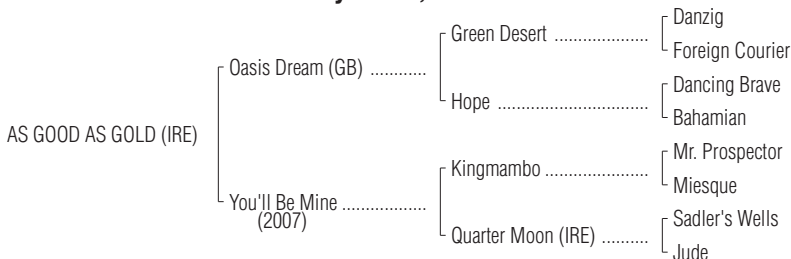 Danzig
Green Desert ......................
Foreign Courier
Oasis Dream (GB) ............
Dancing Brave
Hope ...................................
Bahamian
AS GOOD AS GOLD (IRE)
Mr. Prospector
Kingmambo ........................
Miesque
You'll Be Mine ..................
(2007)
Sadler's Wells
Quarter Moon (IRE) ..........
Jude